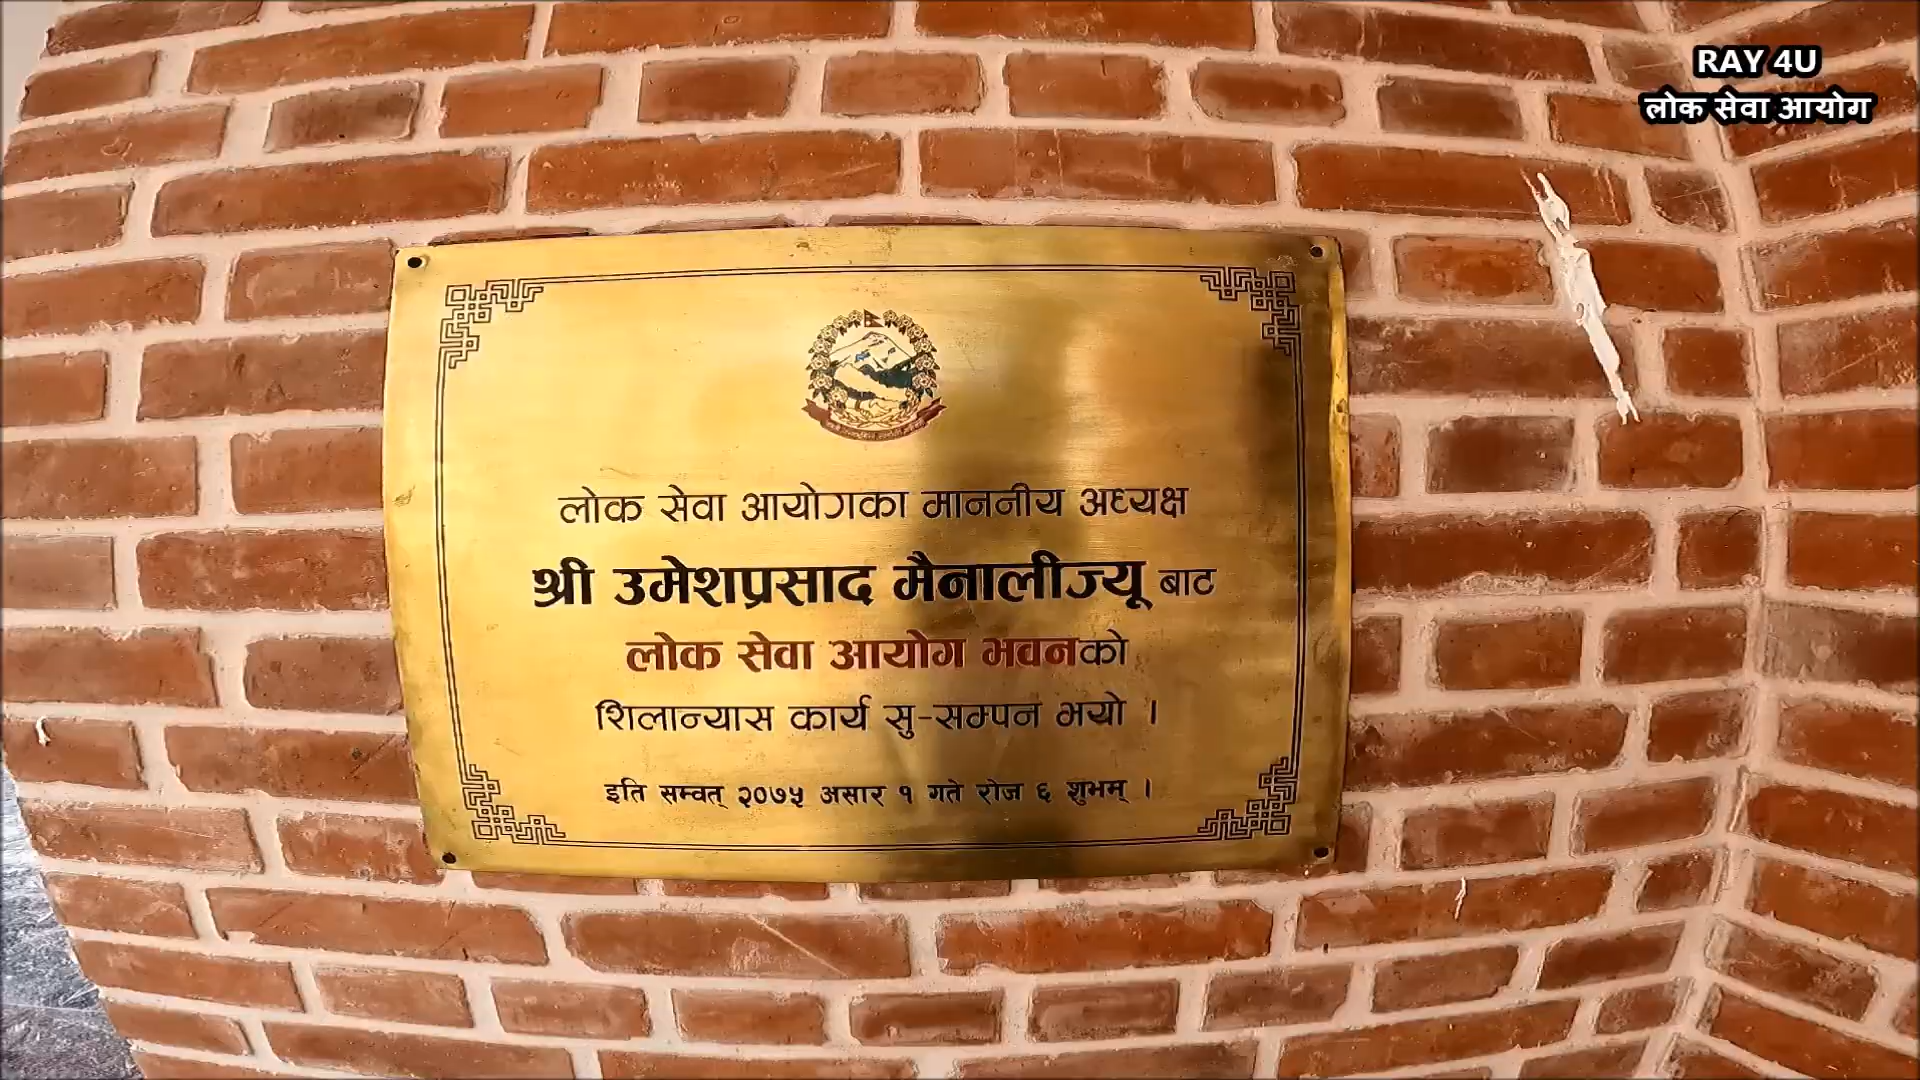 RAY 4U
लोक सेवा आयोग
लोक सेवा आयोगका माननीय अध्यक्ष
श्री उमेशप्रसाद मैनालीज्यू बाट
लोक सेवा आयोग भवनको
शिलान्यास कार्य सु-सम्पन्न भयो ।
इति सम्वत् २०७५ असार १ गते रोज ६ शुभम् ।